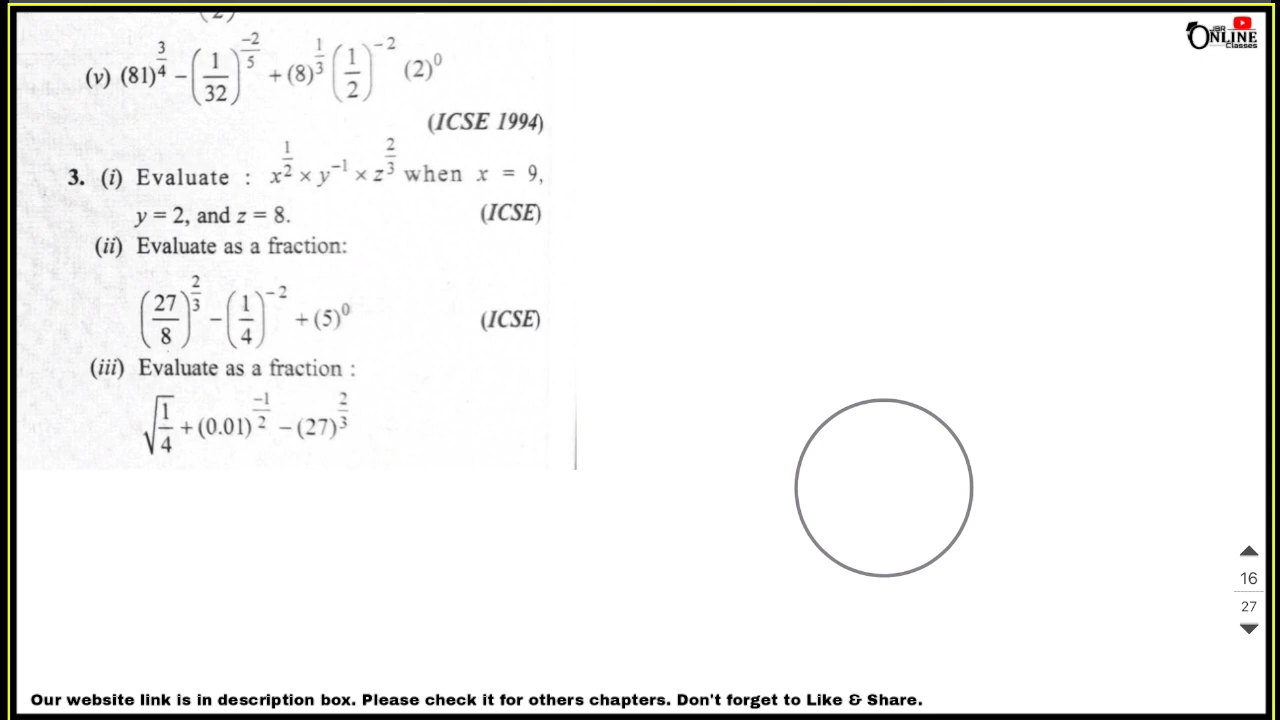 (2)
(v) (81)^{3/4} − (1/32)^{-2/5} + (8)^{1/3} (1/2)^{−2} (2)^0
(ICSE 1994)
3. (i) Evaluate : x^{1/2} × y^{−1} × z^{2/3} when x = 9,
y = 2, and z = 8. (ICSE)
(ii) Evaluate as a fraction:
(27/8)^{2/3} − (1/4)^{−2} + (5)^0 (ICSE)
(iii) Evaluate as a fraction :
√(1/4) + (0.01)^{-1/2} − (27)^{2/3}
JBR
ONLINE
Classes
16
27
Our website link is in description box. Please check it for others chapters. Don't forget to Like & Share.